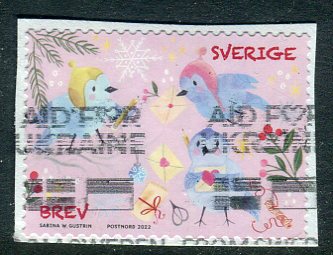 SVERIGE
AID FOR AID FOR
UKRAINE UKRAINE
BREV
SABINA W GUSTRIN POSTNORD 2022